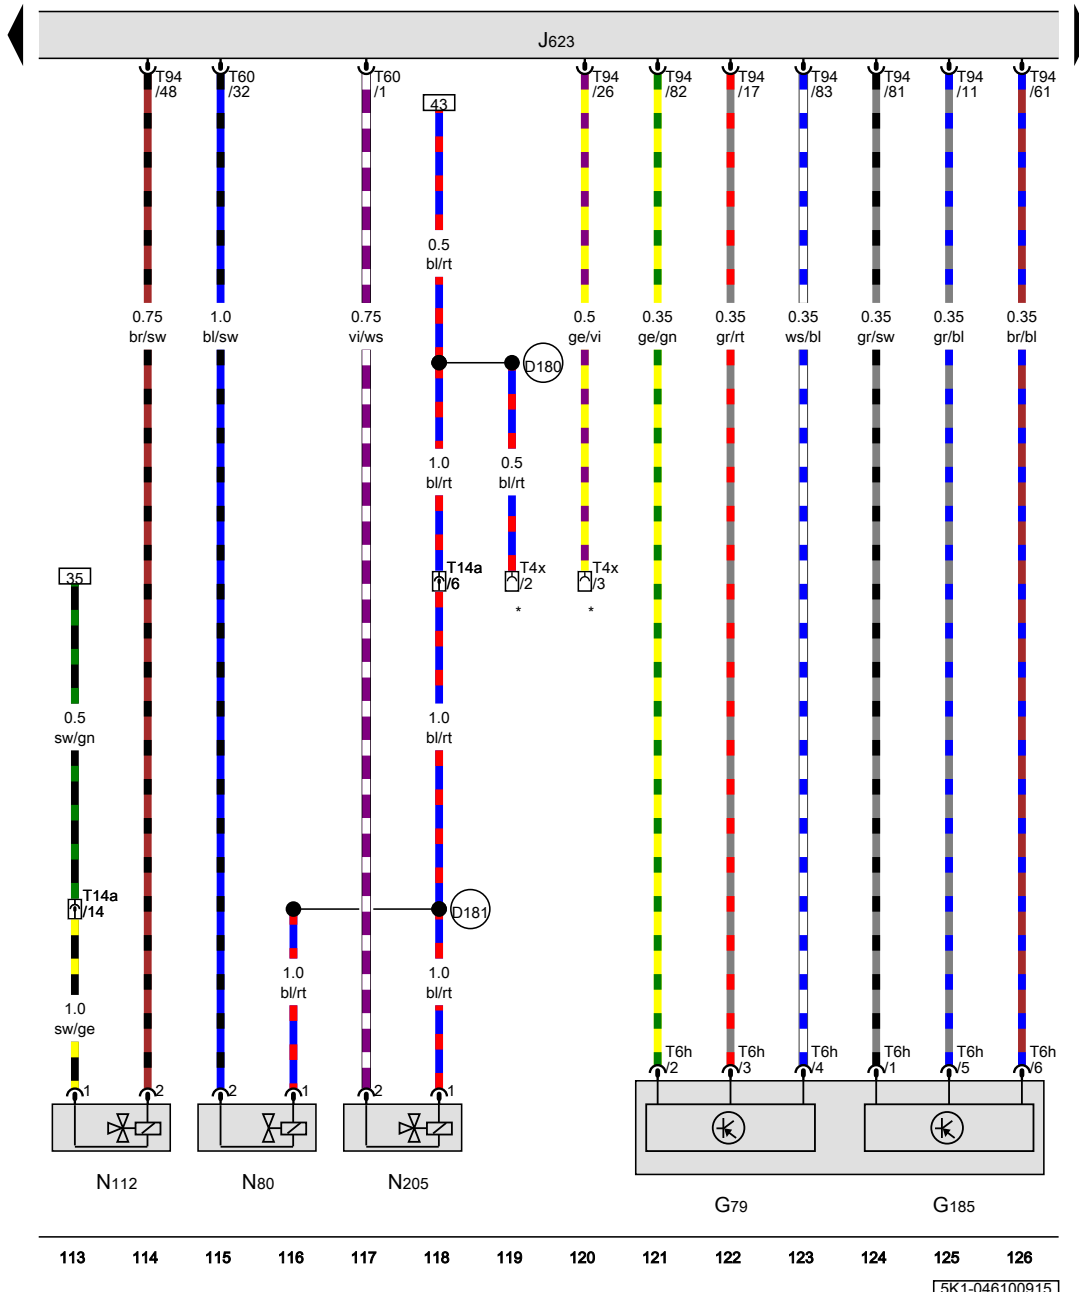 J623
T94 T60 T60 T94 T94 T94 T94 T94 T94 T94
/48 /32 /1 /26 /82 /17 /83 /81 /11 /61
43
0.5
bl/rt
0.75 1.0 0.75 0.5 0.35 0.35 0.35 0.35 0.35 0.35
br/sw bl/sw vi/ws ge/vi ge/gn gr/rt ws/bl gr/sw gr/bl br/bl
D180
1.0 0.5
bl/rt bl/rt
35 T14a T4x T4x
/6 /2 /3
* *
0.5 1.0
sw/gn bl/rt
T14a
/14 D181
1.0 1.0
bl/rt bl/rt
1.0
sw/ge
T6h T6h T6h T6h T6h T6h
/2 /3 /4 /1 /5 /6
1 2 2 1 2 1
N112 N80 N205
G79 G185
113 114 115 116 117 118 119 120 121 122 123 124 125 126
5K1-046100915